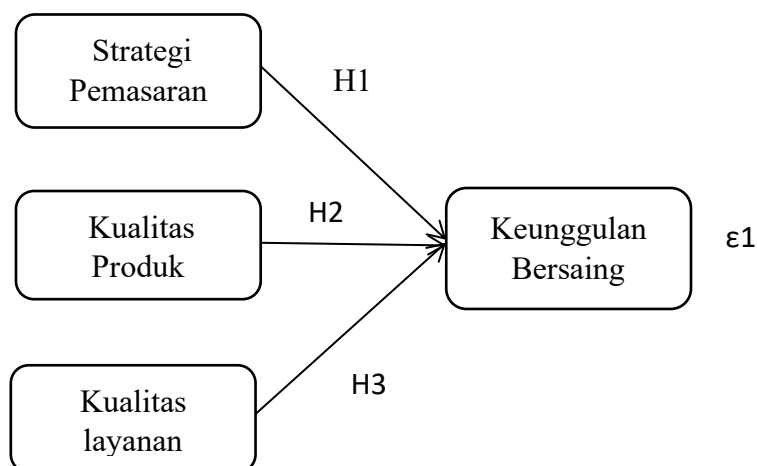 Strategi
Pemasaran
H1
Kualitas
Produk
H2
Keunggulan
Bersaing
ε1
Kualitas
layanan
H3